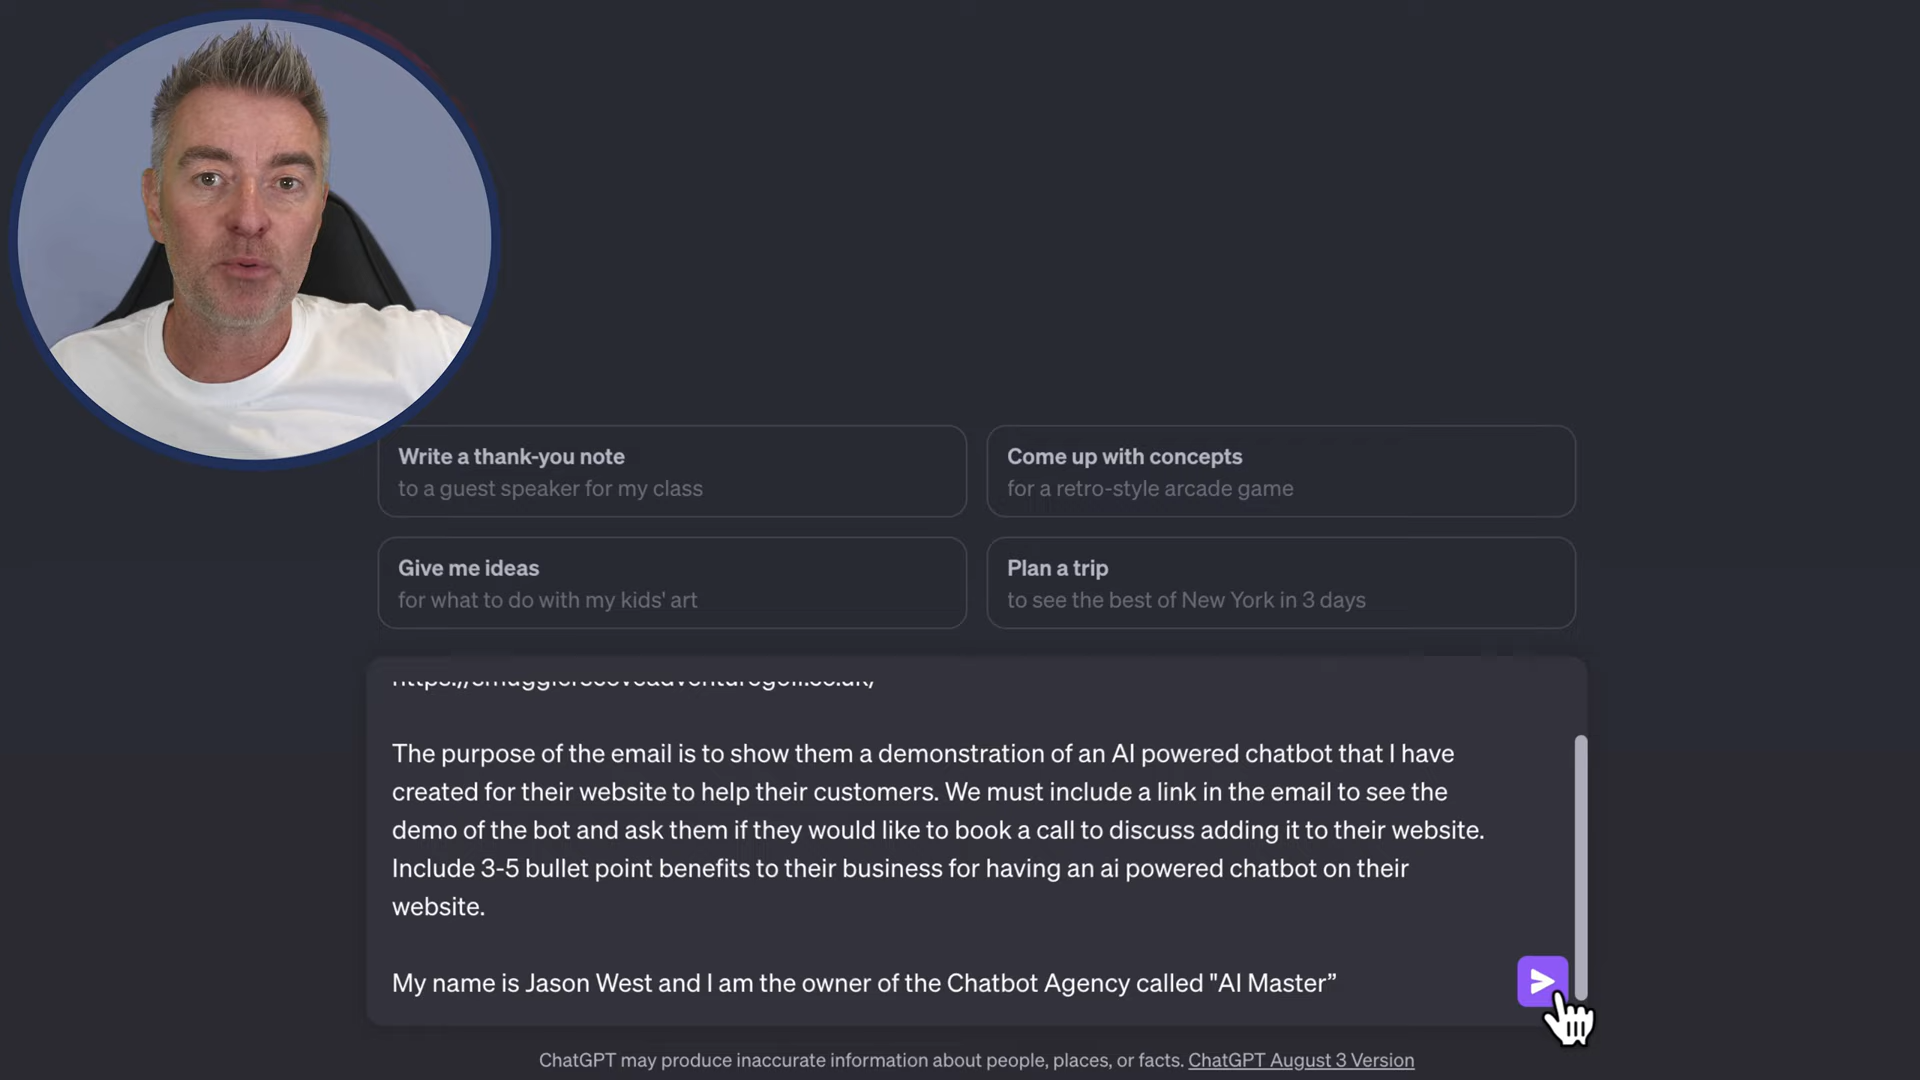 Write a thank-you note
to a guest speaker for my class
Come up with concepts
for a retro-style arcade game
Give me ideas
for what to do with my kids' art
Plan a trip
to see the best of New York in 3 days
https://smugglerscoveadventuregolf.co.uk/
The purpose of the email is to show them a demonstration of an AI powered chatbot that I have
created for their website to help their customers. We must include a link in the email to see the
demo of the bot and ask them if they would like to book a call to discuss adding it to their website.
Include 3-5 bullet point benefits to their business for having an ai powered chatbot on their
website.
My name is Jason West and I am the owner of the Chatbot Agency called "AI Master”
ChatGPT may produce inaccurate information about people, places, or facts. ChatGPT August 3 Version